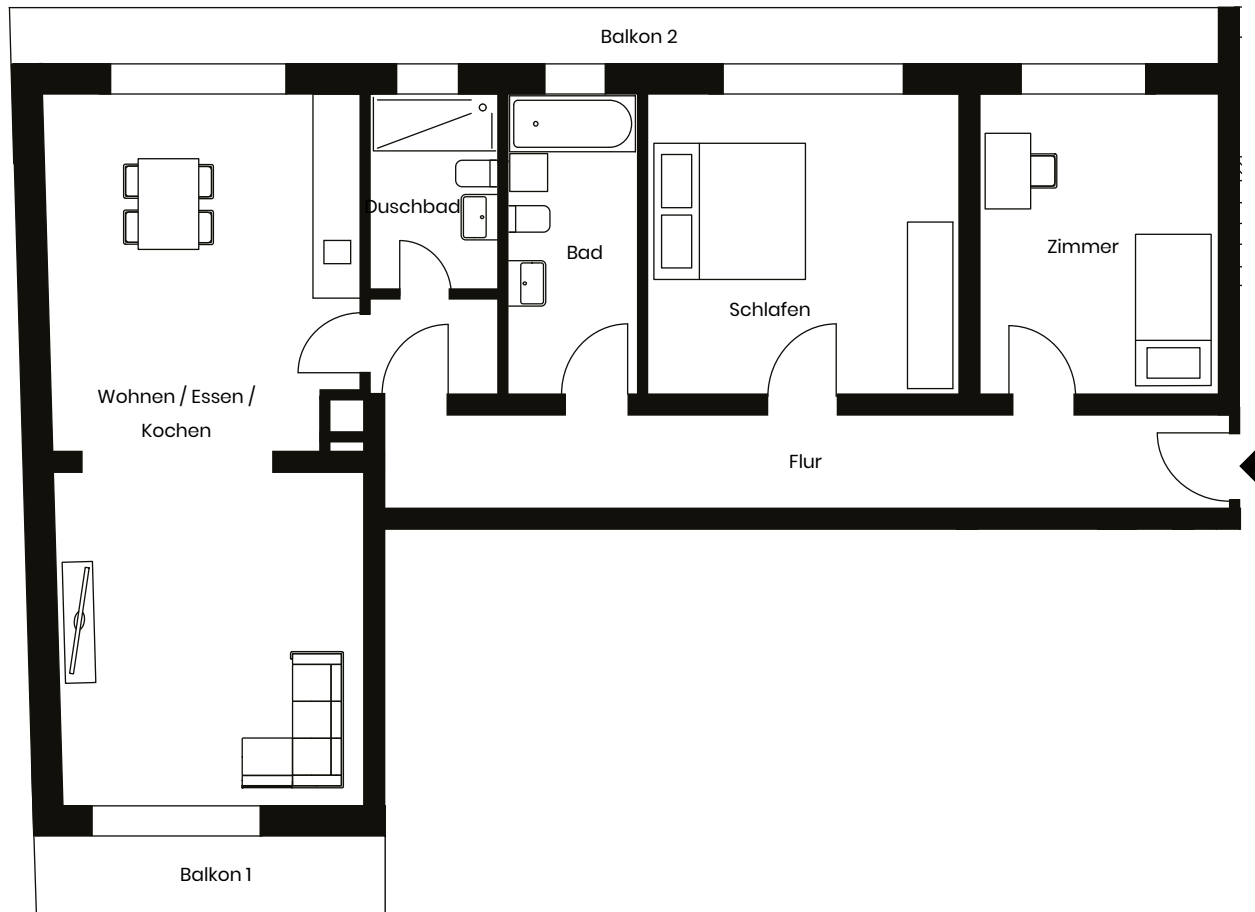 Balkon 2
Duschbad
Bad
Zimmer
Schlafen
Wohnen / Essen /
Kochen
Flur
Balkon 1